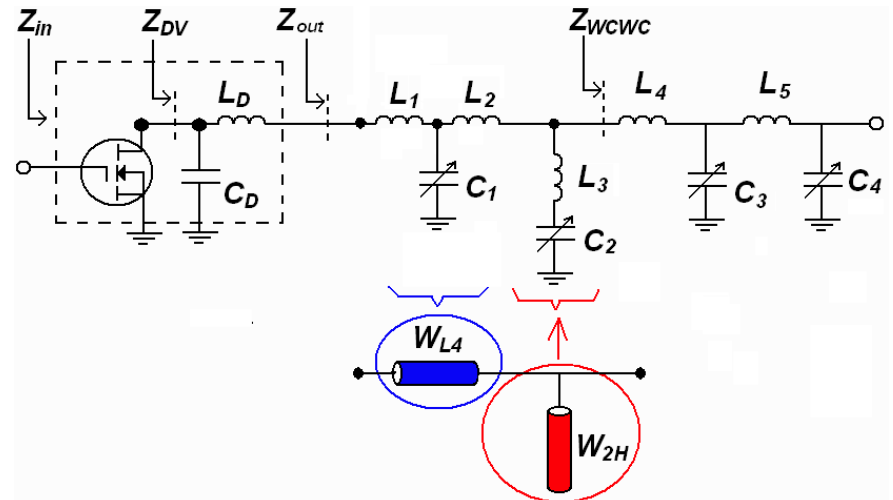 Zin ZDV Zout ZWCWC
LD L1 L2 L4 L5
CD C1 L3 C3 C4
C2
WL4
W2H